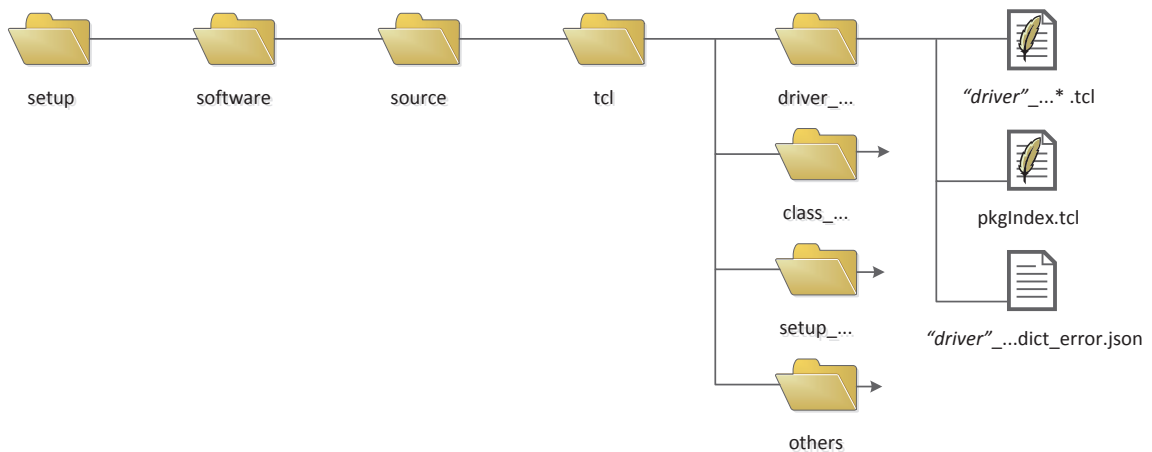 setup
software
source
tcl
driver_...
"driver"_...* .tcl
class_...
pkgIndex.tcl
setup_...
"driver"_...dict_error.json
others